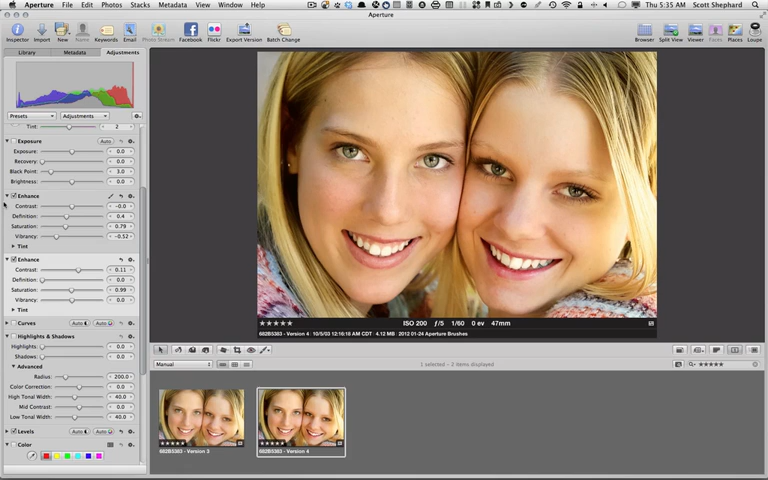 Aperture File Edit Photos Stacks Metadata View Window Help Thu 5:35 AM Scott Shephard
Aperture
Inspector Import New Name Keywords Email Photo Stream Facebook Flickr Export Version Batch Change Browser Split View Viewer Faces Places Loupe
Library Metadata Adjustments
Presets Adjustments
Tint: 2
Exposure Auto
Exposure: 0.0
Recovery: 0.0
Black Point: 3.0
Brightness: 0.0
Enhance
Contrast: -0.0
Definition: 0.4
Saturation: 0.79
Vibrancy: -0.52
Tint
Enhance
Contrast: 0.11
Definition: 0.0
Saturation: 0.99
Vibrancy: 0.0
Tint
Curves Auto Auto
Highlights & Shadows
Highlights: 0.0
Shadows: 0.0
Advanced
Radius: 200.0
Color Correction: 0.0
High Tonal Width: 40.0
Mid Contrast: 0.0
Low Tonal Width: 40.0
Levels Auto Auto
Color
ISO 200 ƒ/5 1/60 0 ev 47mm
682B5383 - Version 4 10/5/03 12:16:18 AM CDT 4.12 MB 2012 01-24 Aperture Brushes
1 selected - 2 items displayed
Manual
682B5383 - Version 3
682B5383 - Version 4